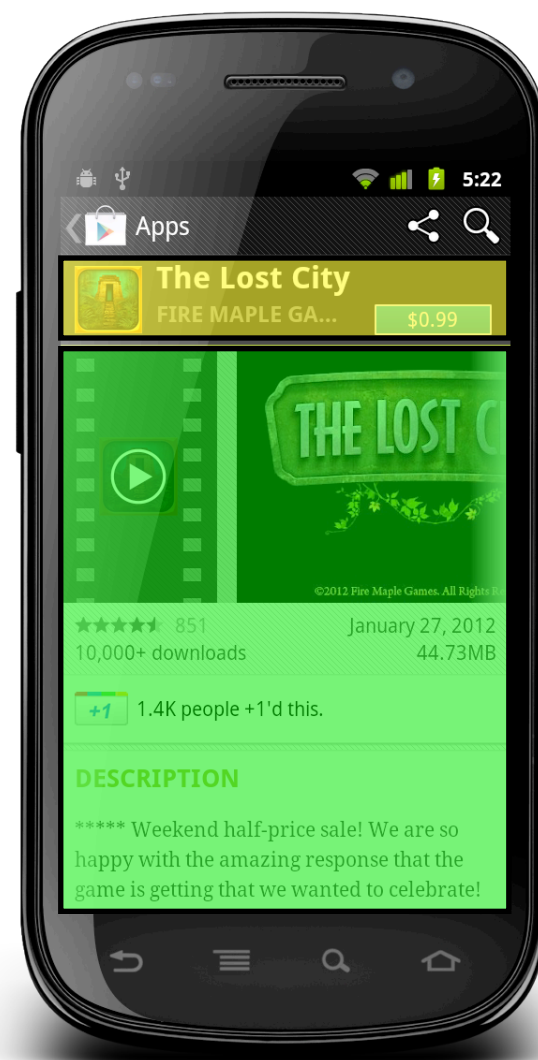 5:22
Apps
The Lost City
FIRE MAPLE GA...
$0.99
THE LOST C
©2012 Fire Maple Games. All Rights Re
851
January 27, 2012
10,000+ downloads
44.73MB
+1
1.4K people +1'd this.
DESCRIPTION
***** Weekend half-price sale! We are so
happy with the amazing response that the
game is getting that we wanted to celebrate!